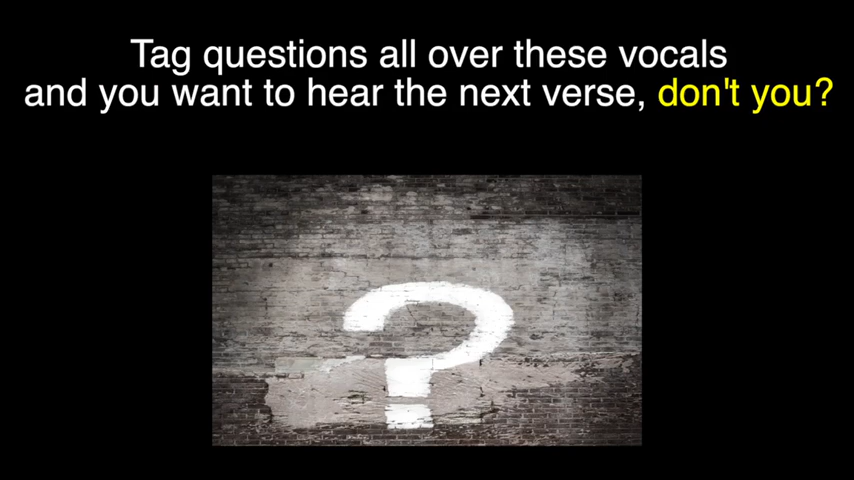 Tag questions all over these vocals
and you want to hear the next verse, don't you?